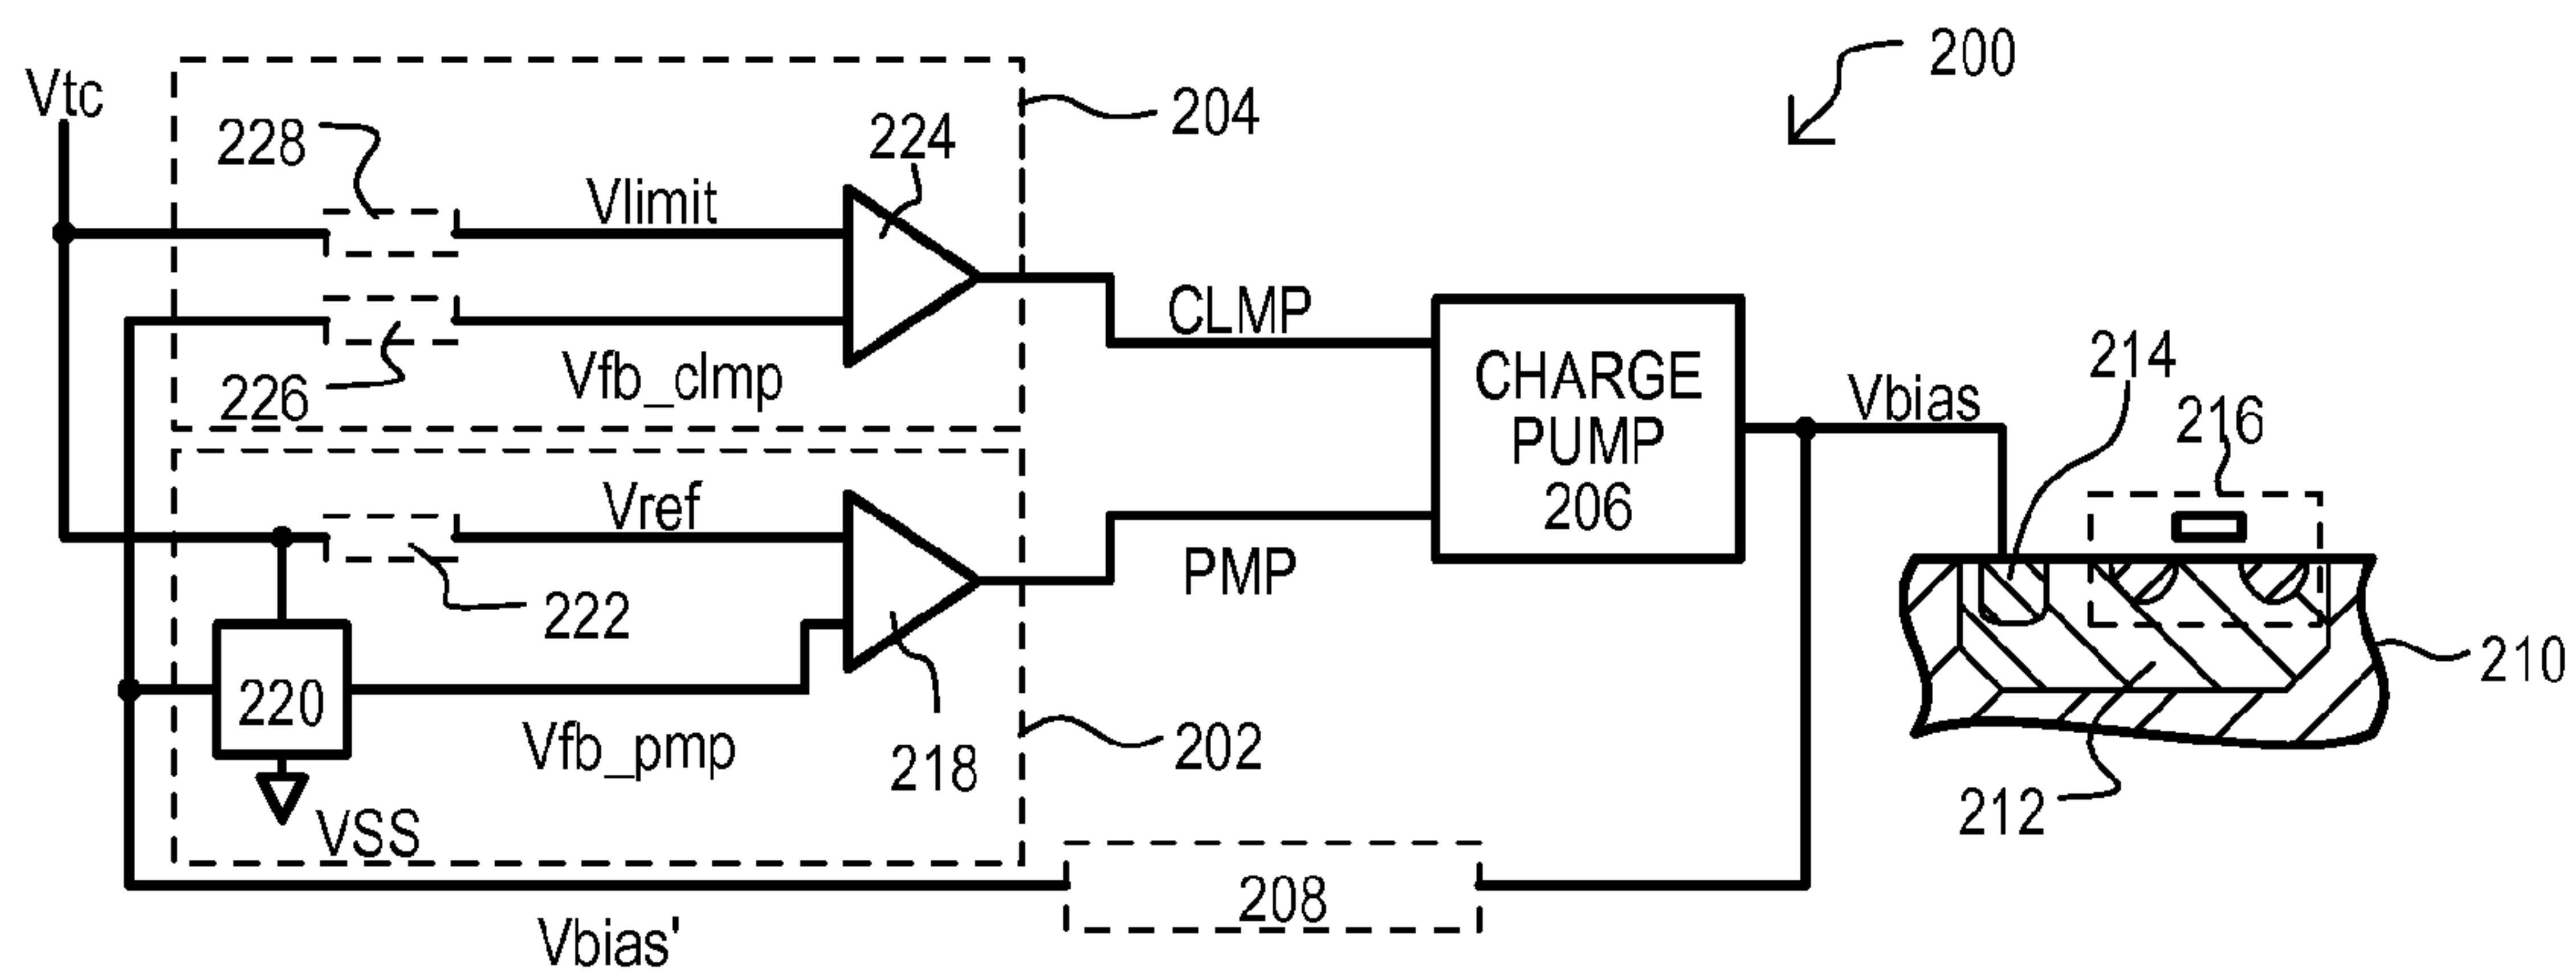 200
Vtc
204
228
224
Vlimit
CLMP
226
Vfb_clmp
CHARGE
PUMP
206
Vbias
214
216
Vref
PMP
222
220
Vfb_pmp
218
202
VSS
210
212
208
Vbias'